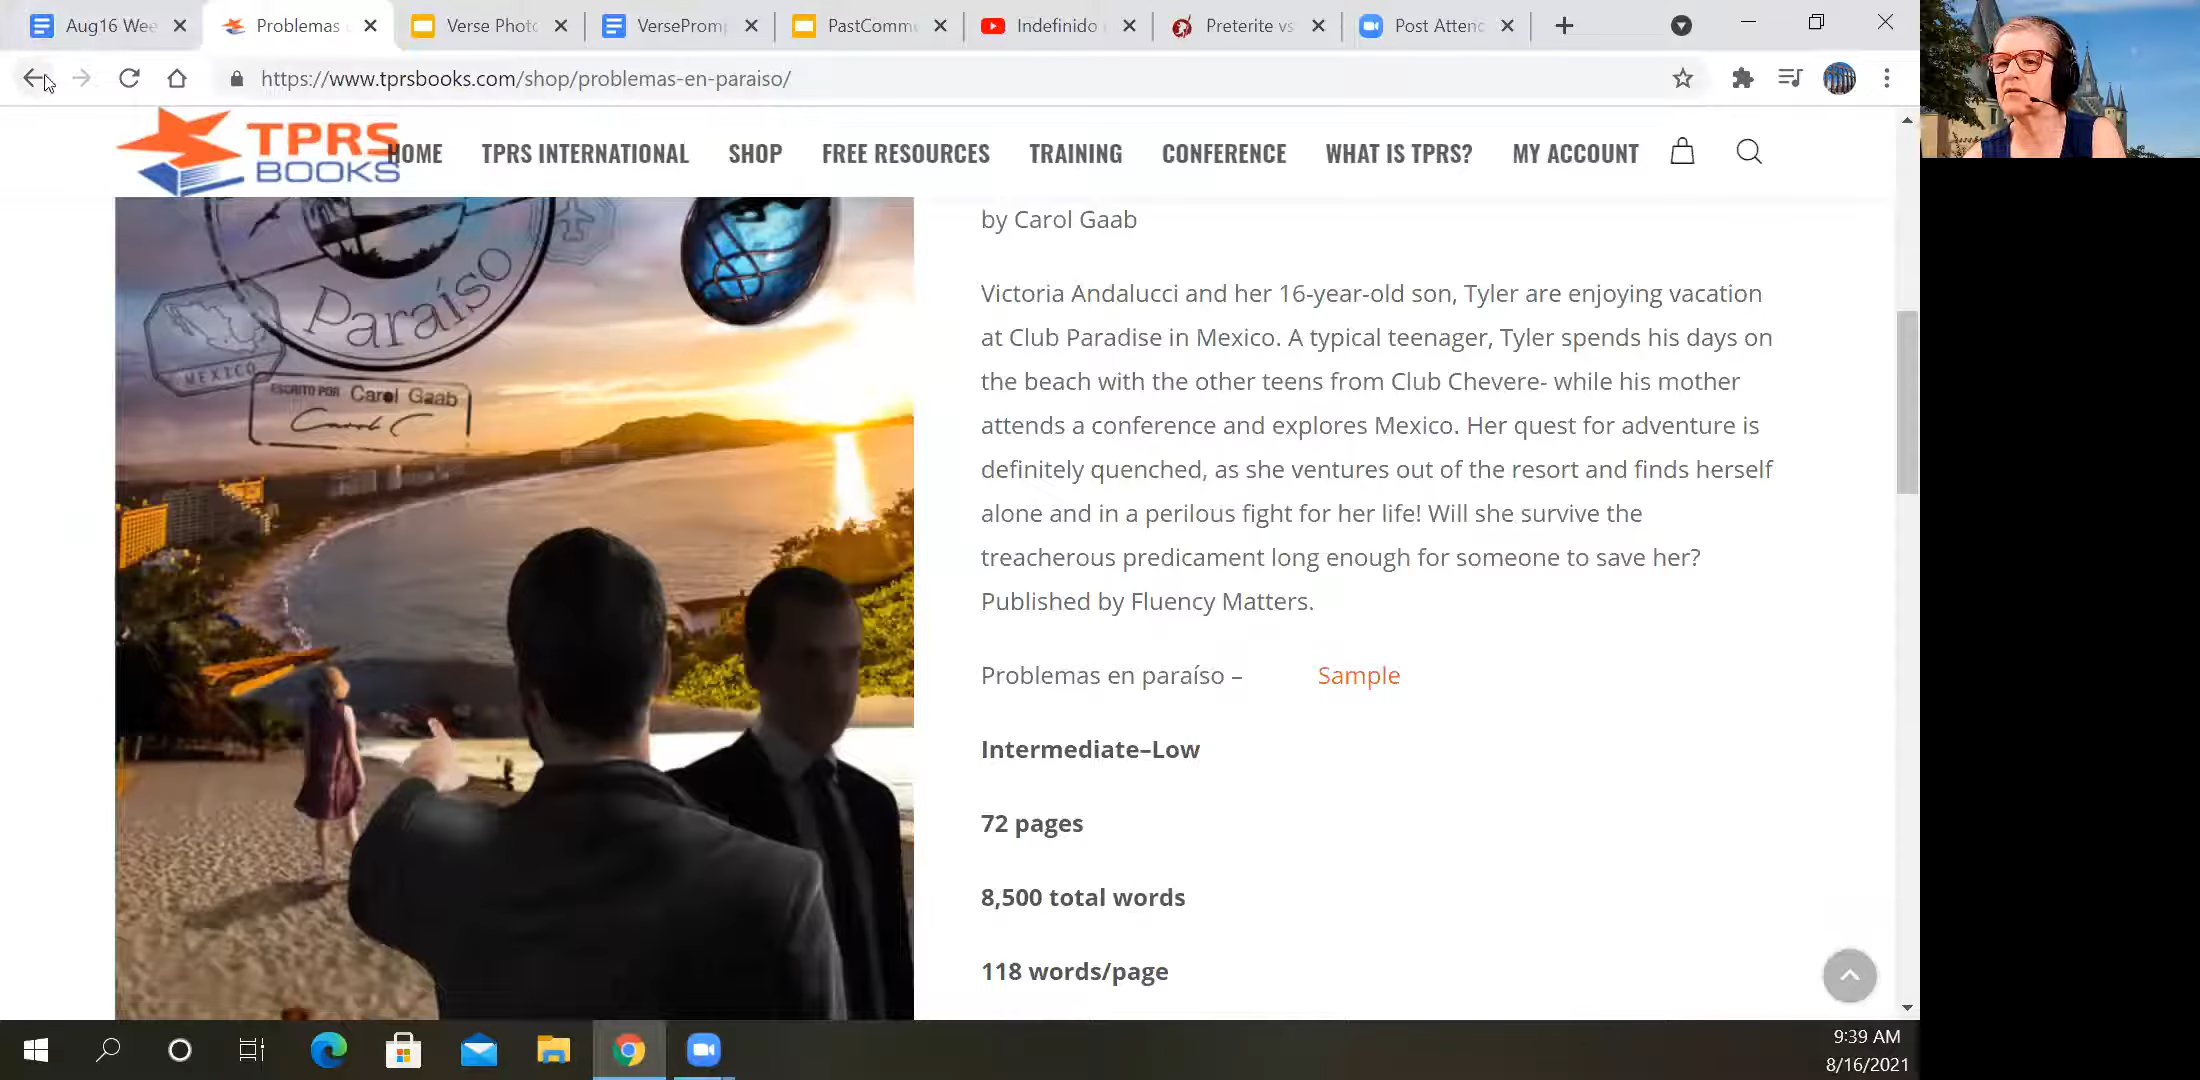 Aug16 Wee
Problemas
Verse Photo
VersePromp
PastComme
Indefinido
Preterite vs
Post Attend
https://www.tprsbooks.com/shop/problemas-en-paraiso/
TPRS
BOOKS
HOME
TPRS INTERNATIONAL
SHOP
FREE RESOURCES
TRAINING
CONFERENCE
WHAT IS TPRS?
MY ACCOUNT
Paraíso
MEXICO
ESCRITO POR Carol Gaab
by Carol Gaab
Victoria Andalucci and her 16-year-old son, Tyler are enjoying vacation
at Club Paradise in Mexico. A typical teenager, Tyler spends his days on
the beach with the other teens from Club Chevere- while his mother
attends a conference and explores Mexico. Her quest for adventure is
definitely quenched, as she ventures out of the resort and finds herself
alone and in a perilous fight for her life! Will she survive the
treacherous predicament long enough for someone to save her?
Published by Fluency Matters.
Problemas en paraíso – Sample
Intermediate–Low
72 pages
8,500 total words
118 words/page
9:39 AM
8/16/2021